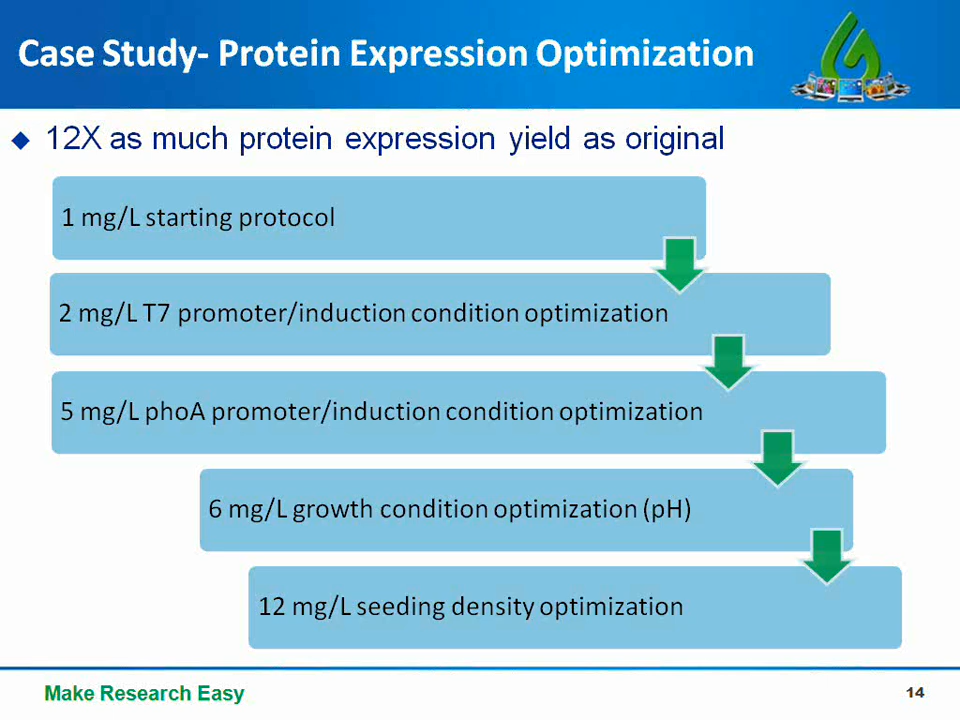 Case Study- Protein Expression Optimization
12X as much protein expression yield as original
1 mg/L starting protocol
2 mg/L T7 promoter/induction condition optimization
5 mg/L phoA promoter/induction condition optimization
6 mg/L growth condition optimization (pH)
12 mg/L seeding density optimization
Make Research Easy
14